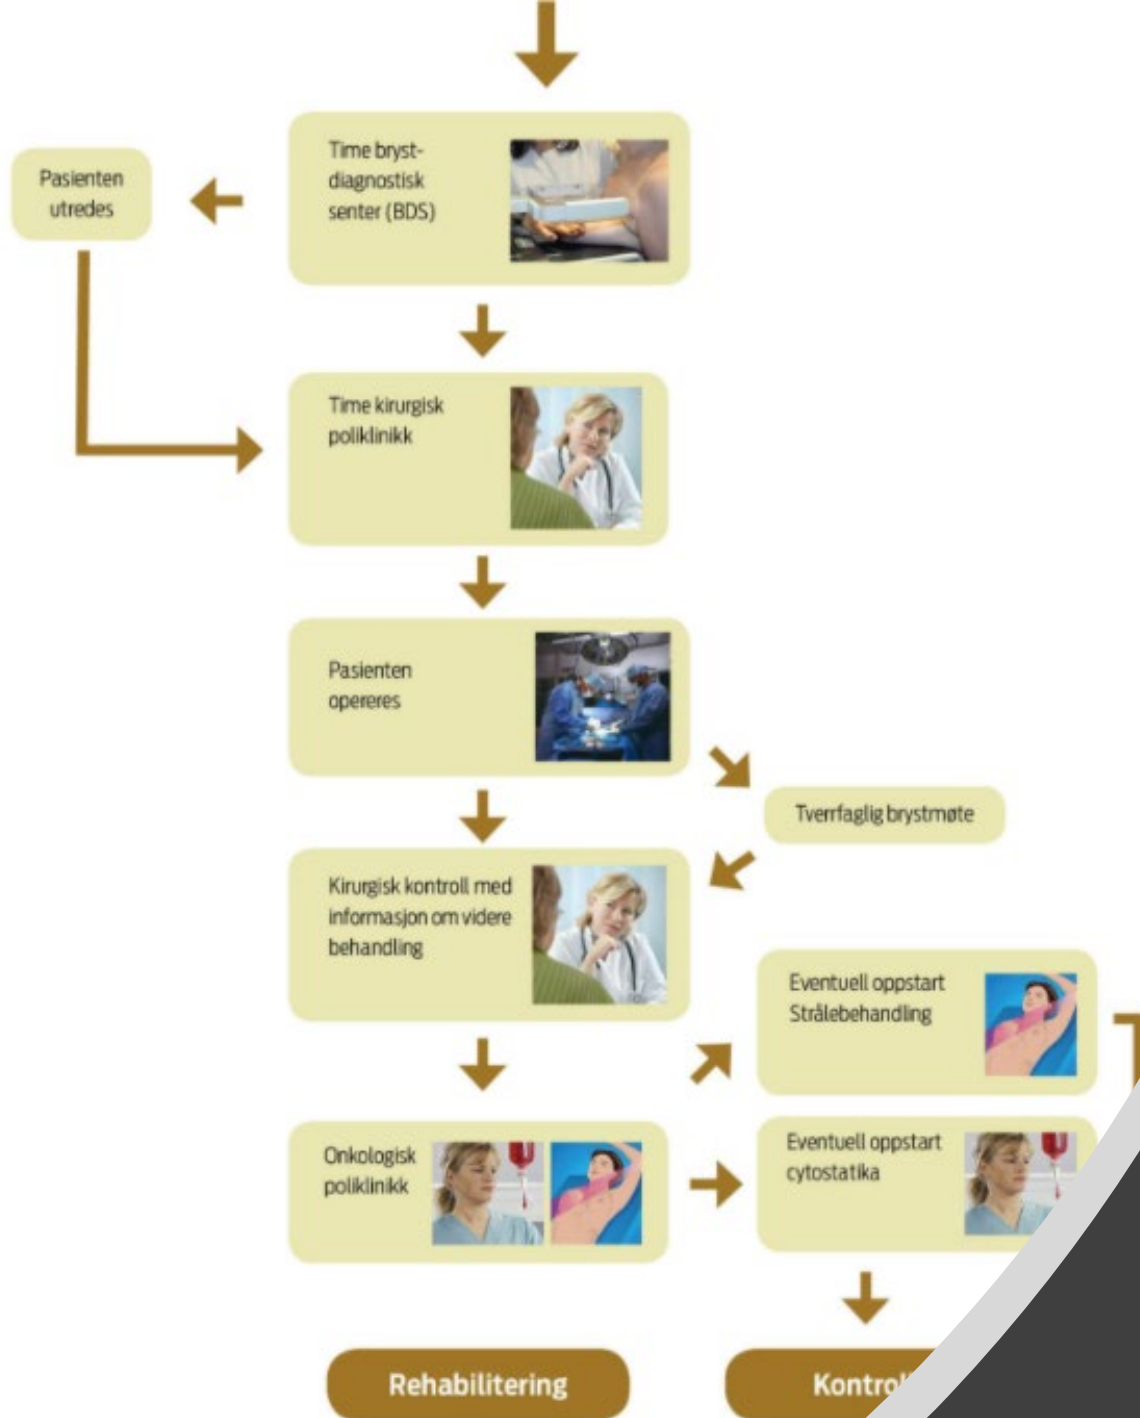 Time bryst-
diagnostisk
senter (BDS)
Pasienten
utredes
Time kirurgisk
poliklinikk
Pasienten
opereres
Tverrfaglig brystmøte
Kirurgisk kontroll med
informasjon om videre
behandling
Eventuell oppstart
Strålebehandling
Onkologisk
poliklinikk
Eventuell oppstart
cytostatika
Rehabilitering